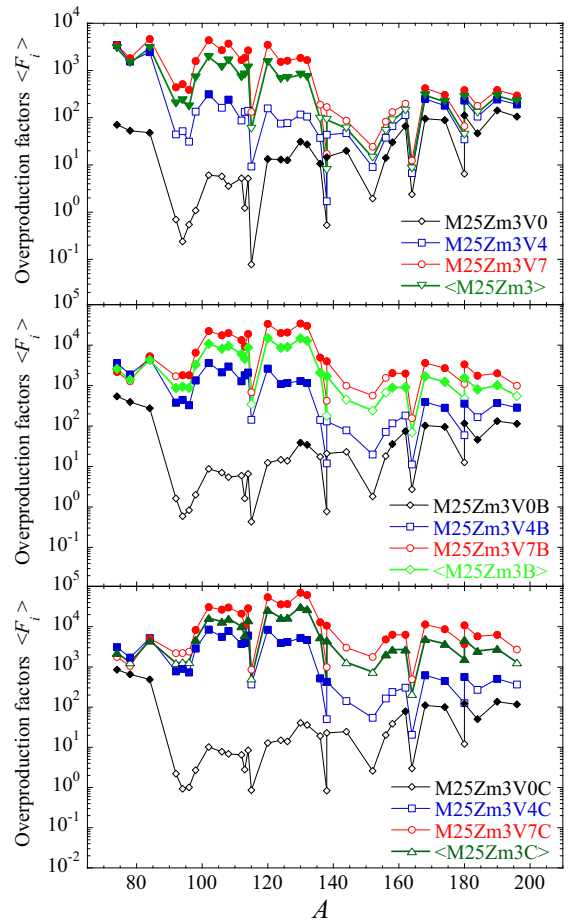 Overproduction factors <F_i>
10^4
10^3
10^2
10^1
10^0
10^-1
M25Zm3V0
M25Zm3V4
M25Zm3V7
<M25Zm3>
Overproduction factors <F_i>
10^5
10^4
10^3
10^2
10^1
10^0
10^-1
M25Zm3V0B
M25Zm3V4B
M25Zm3V7B
<M25Zm3B>
Overproduction factors <F_i>
10^5
10^4
10^3
10^2
10^1
10^0
10^-1
10^-2
M25Zm3V0C
M25Zm3V4C
M25Zm3V7C
<M25Zm3C>
80 100 120 140 160 180 200
A